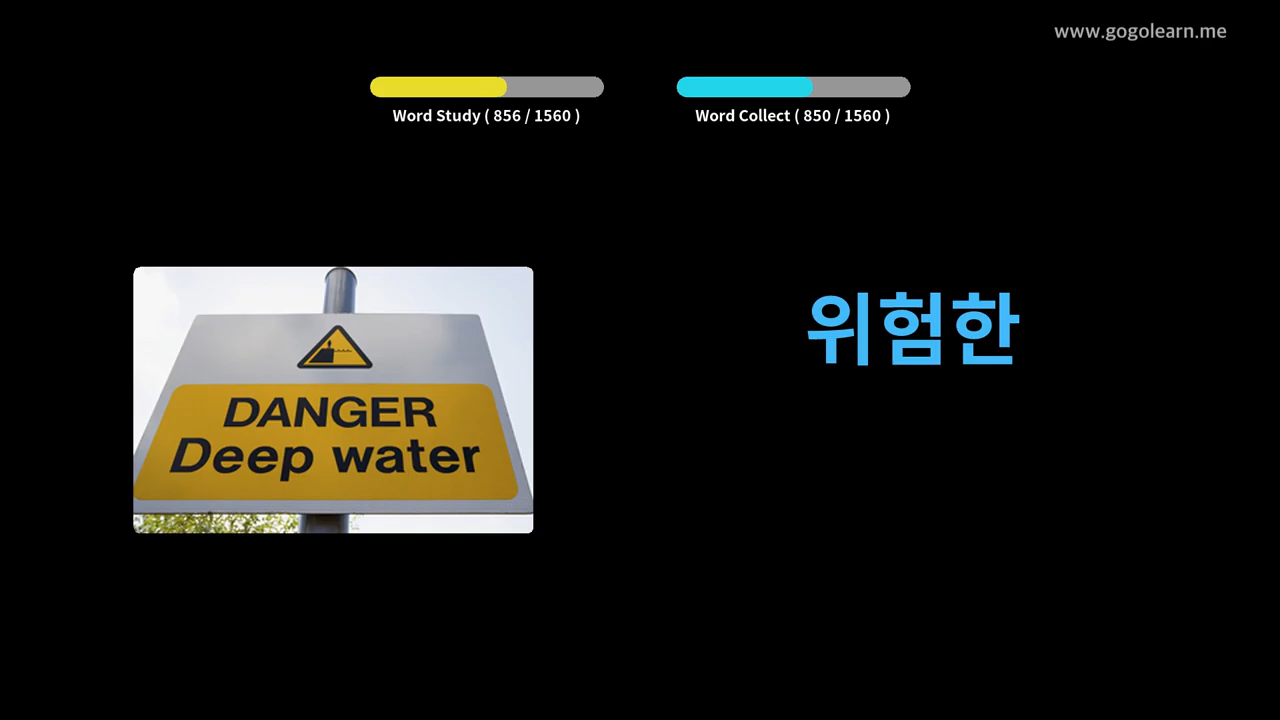 www.gogolearn.me
Word Study ( 856 / 1560 )
Word Collect ( 850 / 1560 )
위험한
DANGER
Deep water